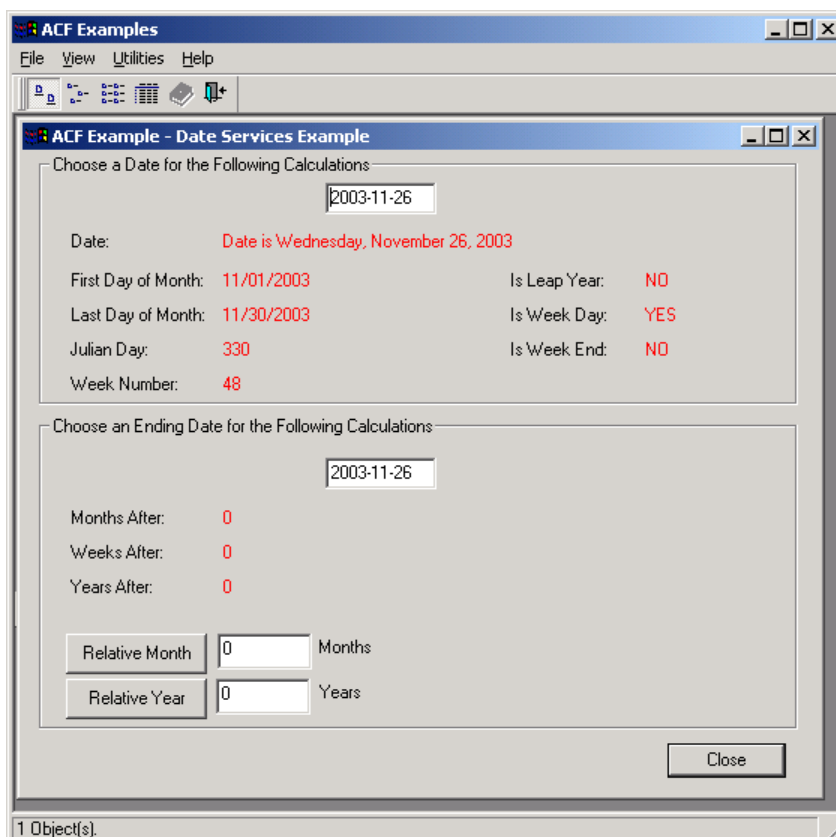 ACF Examples
File View Utilities Help
ACF Example - Date Services Example
Choose a Date for the Following Calculations
2003-11-26
Date: Date is Wednesday, November 26, 2003
First Day of Month: 11/01/2003 Is Leap Year: NO
Last Day of Month: 11/30/2003 Is Week Day: YES
Julian Day: 330 Is Week End: NO
Week Number: 48
Choose an Ending Date for the Following Calculations
2003-11-26
Months After: 0
Weeks After: 0
Years After: 0
Relative Month 0 Months
Relative Year 0 Years
Close
1 Object(s).